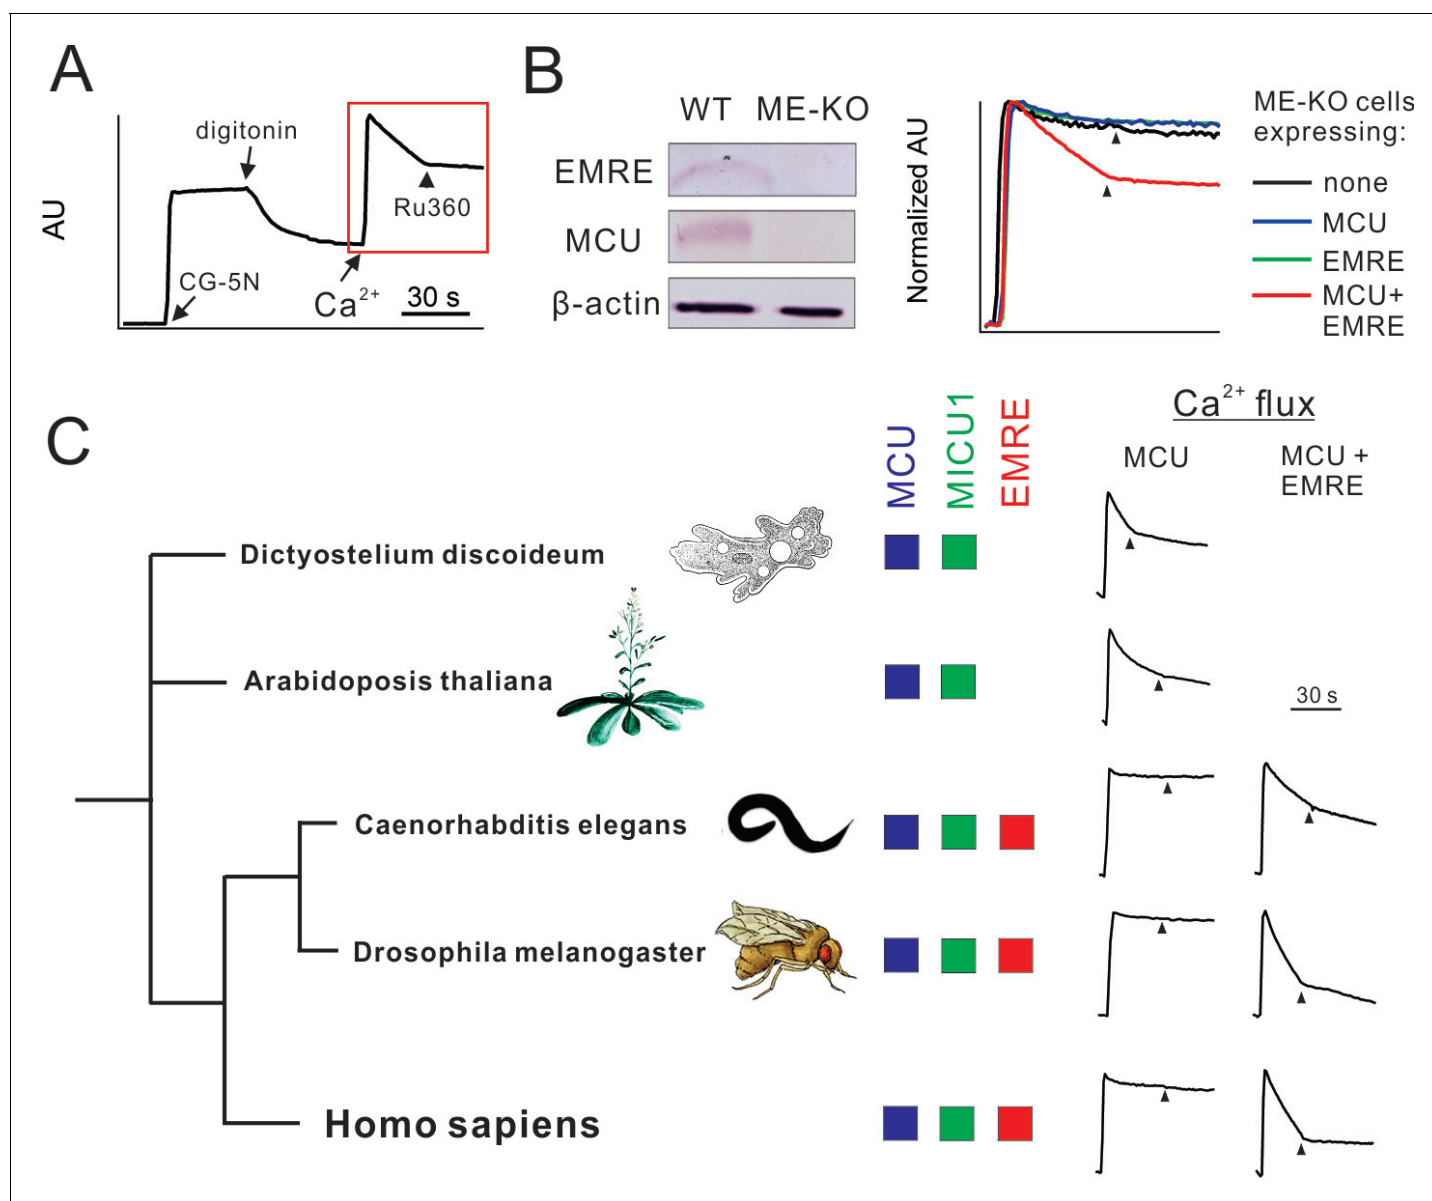 A
AU
digitonin
CG-5N
Ca2+
Ru360
30 s
B
WT ME-KO
EMRE
MCU
β-actin
Normalized AU
ME-KO cells
expressing:
none
MCU
EMRE
MCU+
EMRE
C
MCU
MICU1
EMRE
Ca2+ flux
MCU
MCU +
EMRE
Dictyostelium discoideum
Arabidoposis thaliana
30 s
Caenorhabditis elegans
Drosophila melanogaster
Homo sapiens